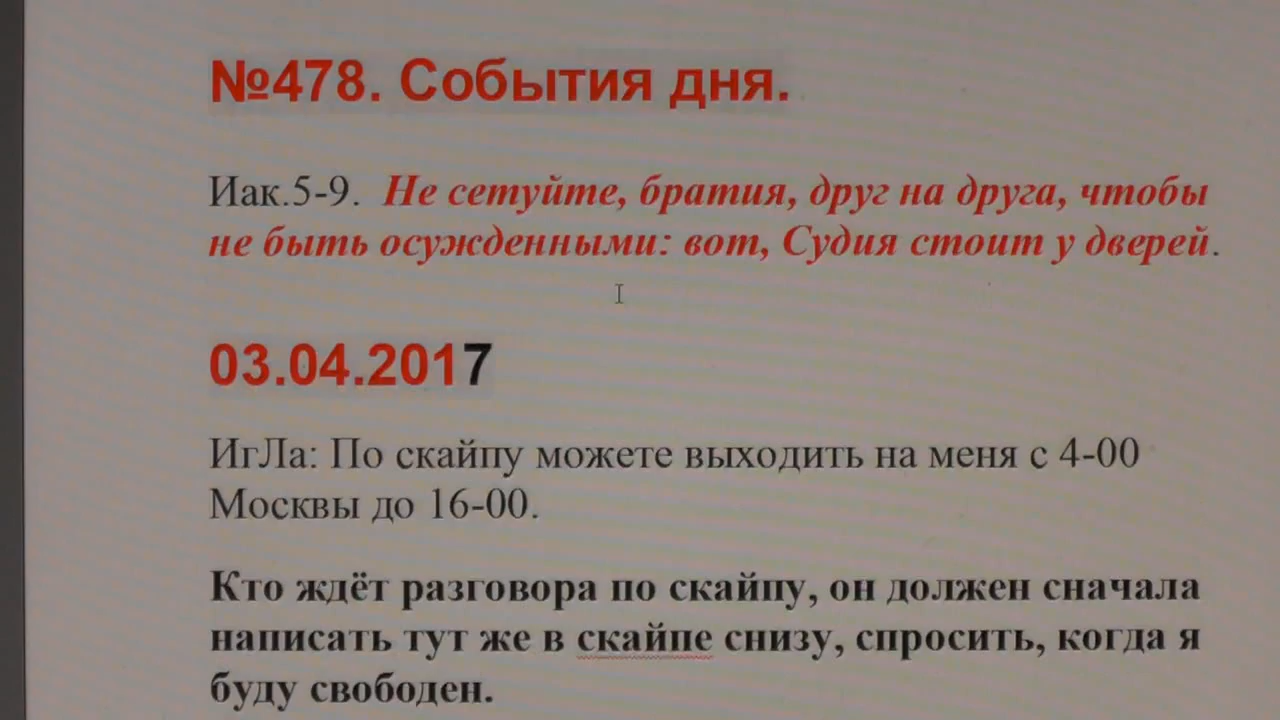 №478. События дня.
Иак.5-9. Не сетуйте, братия, друг на друга, чтобы
не быть осужденными: вот, Судия стоит у дверей.
03.04.2017
ИгЛа: По скайпу можете выходить на меня с 4-00
Москвы до 16-00.
Кто ждёт разговора по скайпу, он должен сначала
написать тут же в скайпе снизу, спросить, когда я
буду свободен.